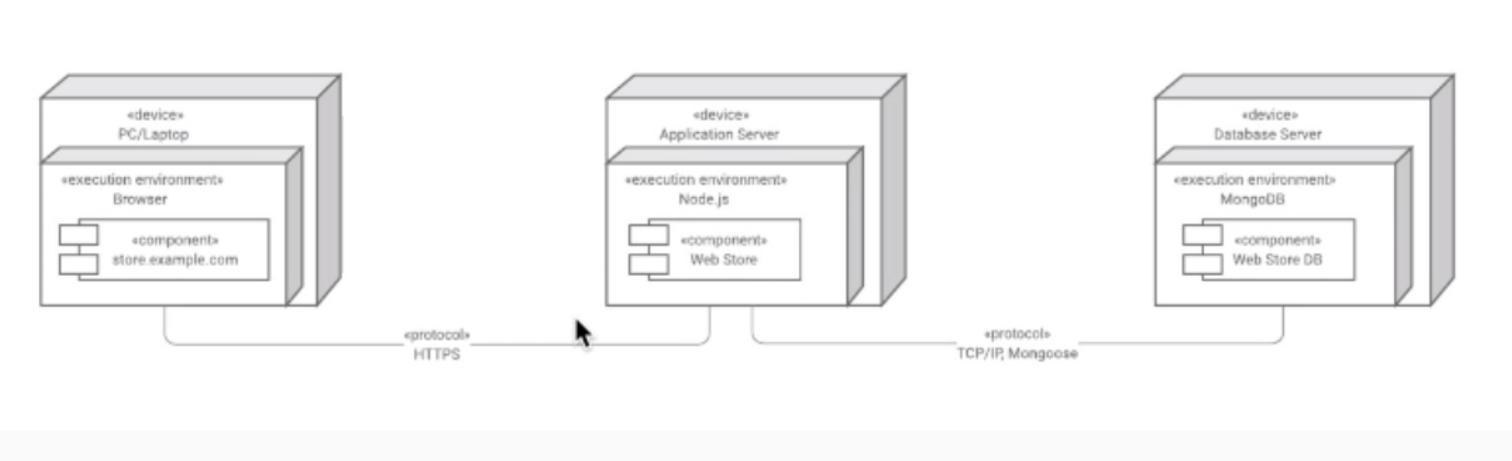 «device»
PC/Laptop
«execution environment»
Browser
«component»
store.example.com
«device»
Application Server
«execution environment»
Node.js
«component»
Web Store
«device»
Database Server
«execution environment»
MongoDB
«component»
Web Store DB
«protocol»
HTTPS
«protocol»
TCP/IP, Mongoose